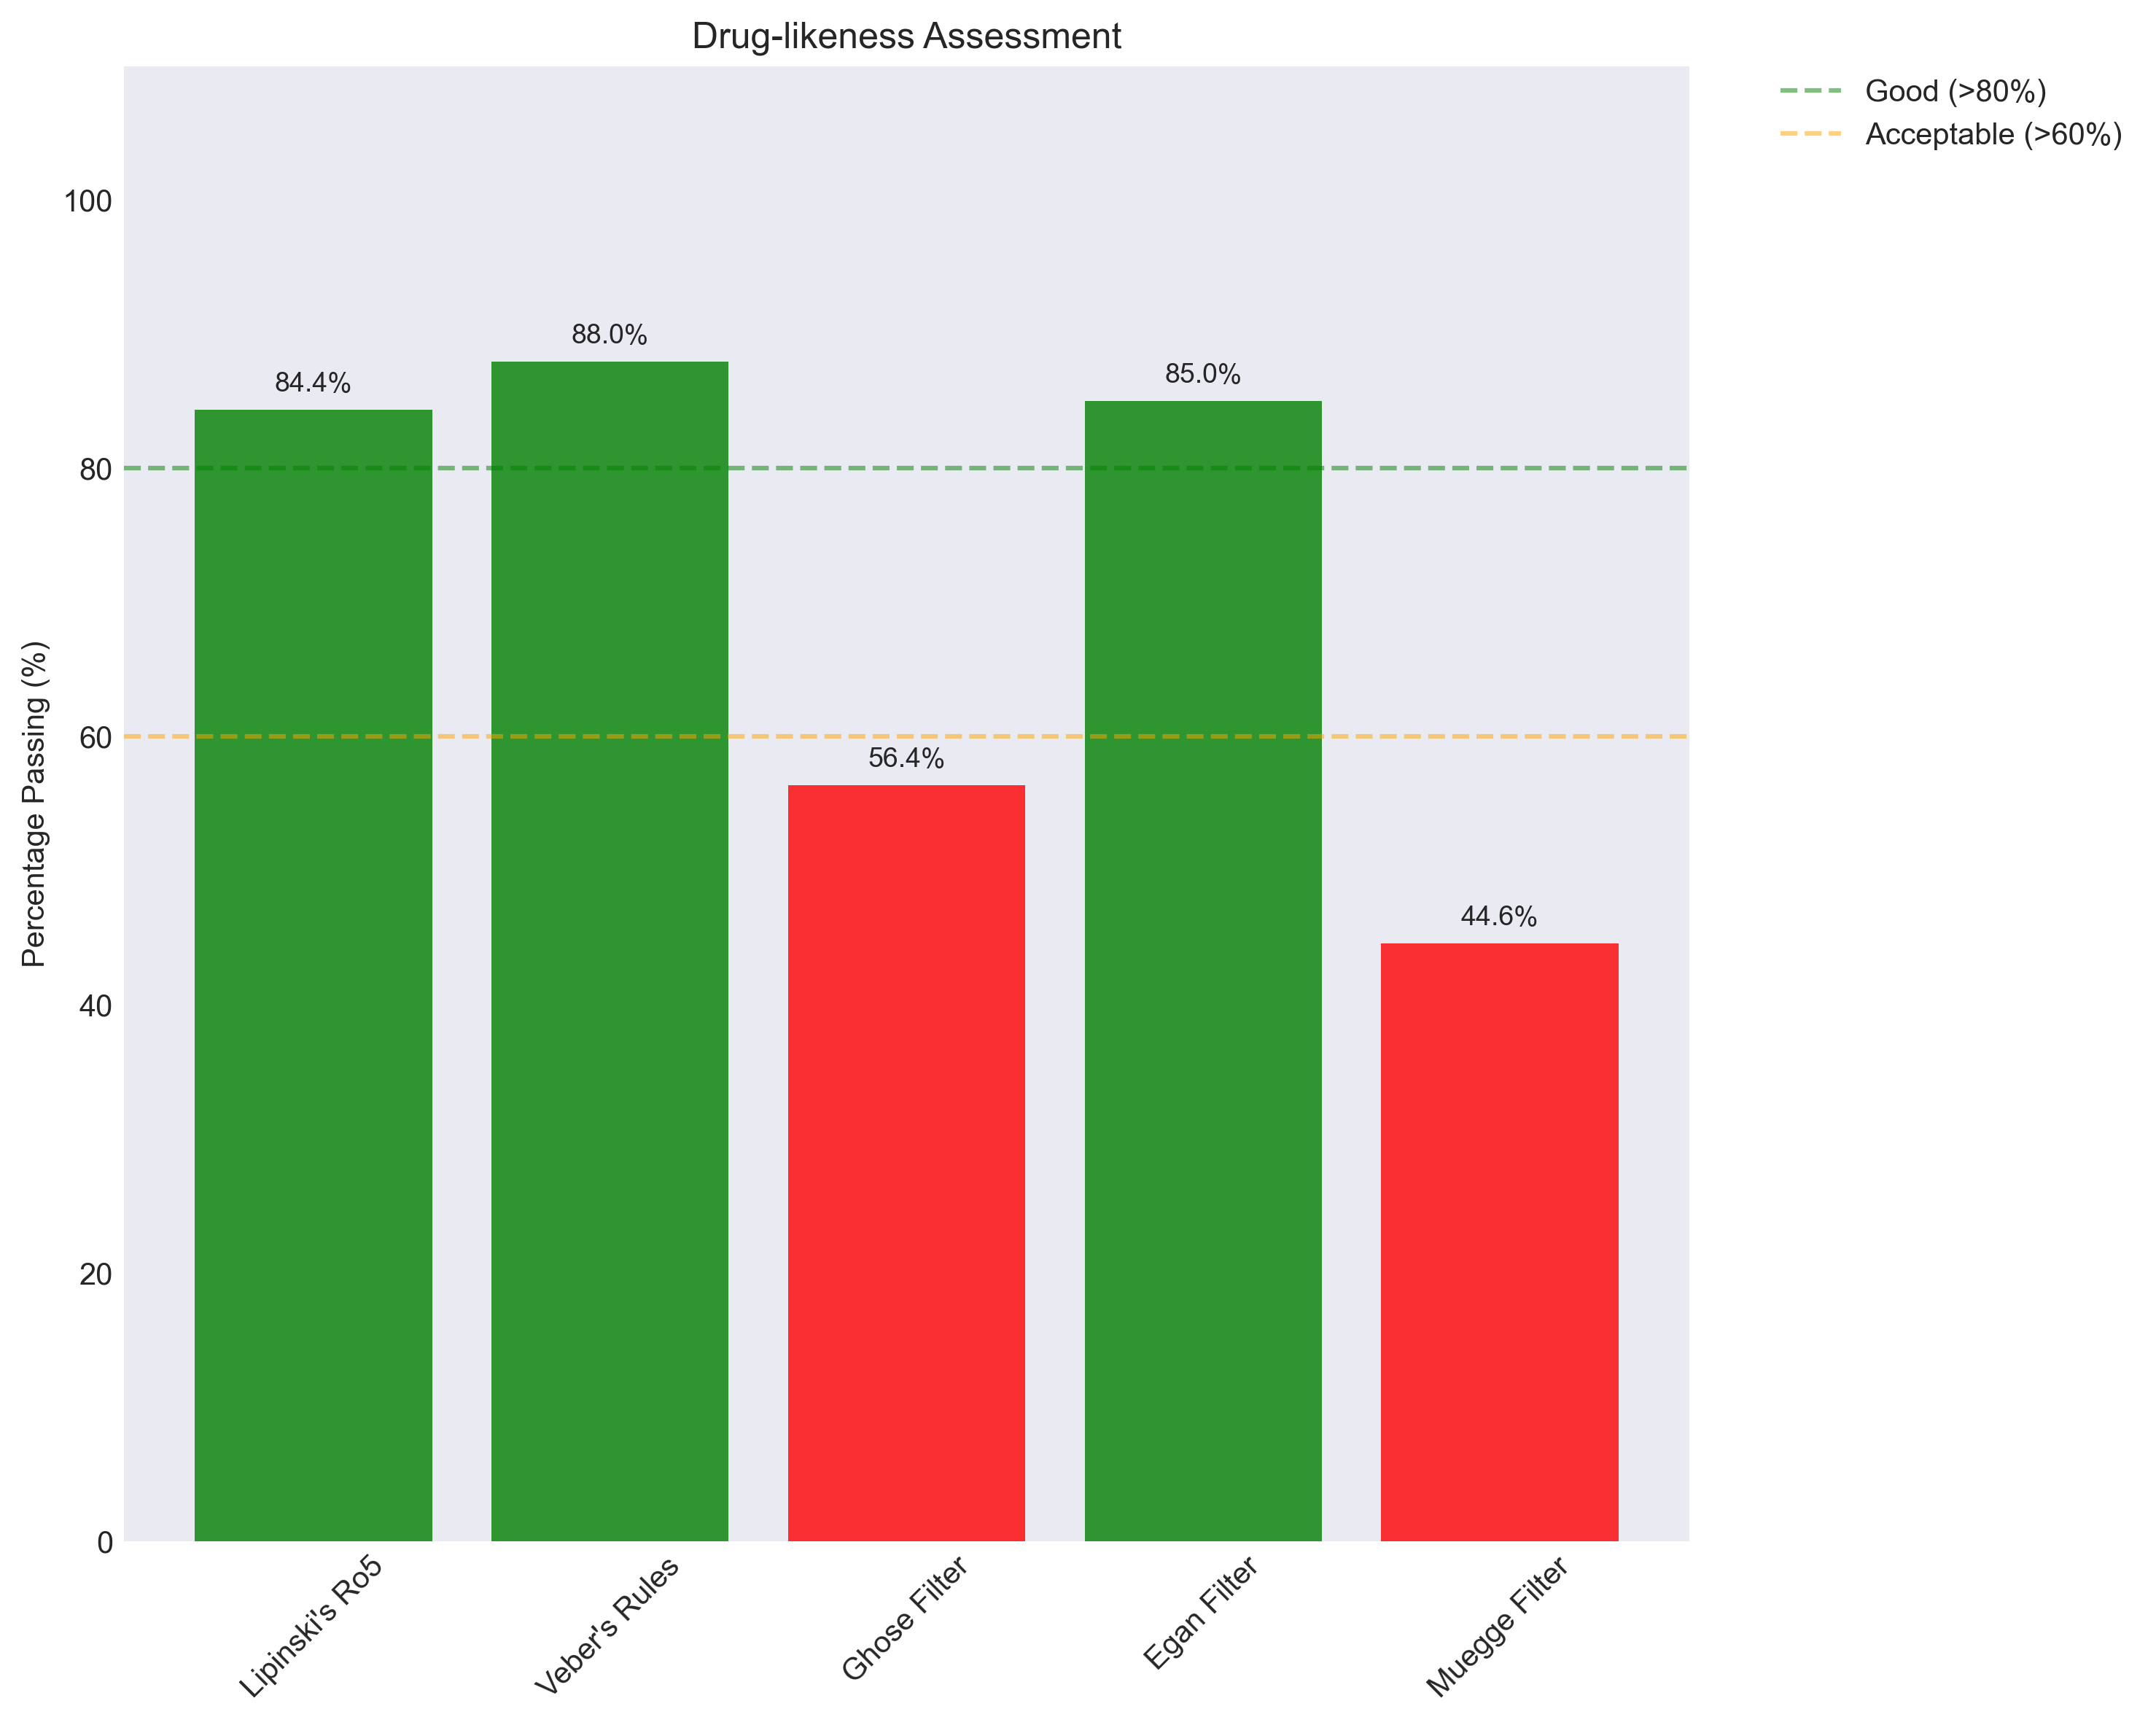 Drug-likeness Assessment
Good (>80%)
Acceptable (>60%)
Percentage Passing (%)
100
80
60
40
20
0
84.4%
88.0%
56.4%
85.0%
44.6%
Lipinski's Ro5
Veber's Rules
Ghose Filter
Egan Filter
Muegge Filter